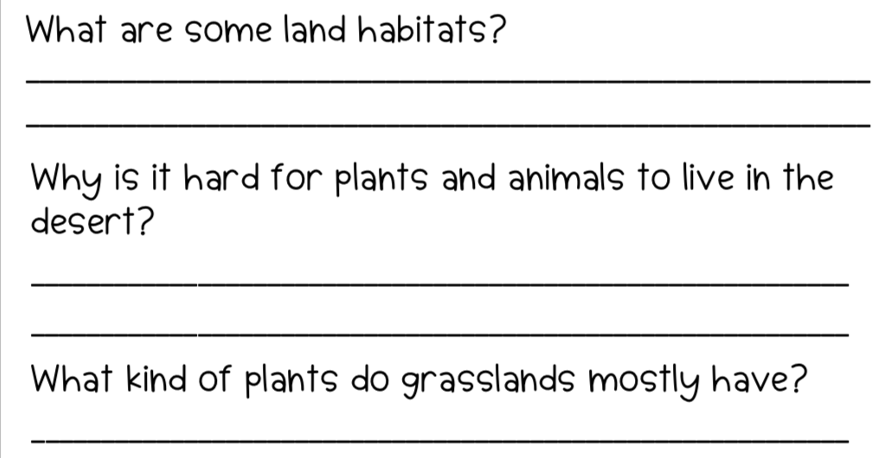 What are some land habitats?
Why is it hard for plants and animals to live in the
desert?
What kind of plants do grasslands mostly have?